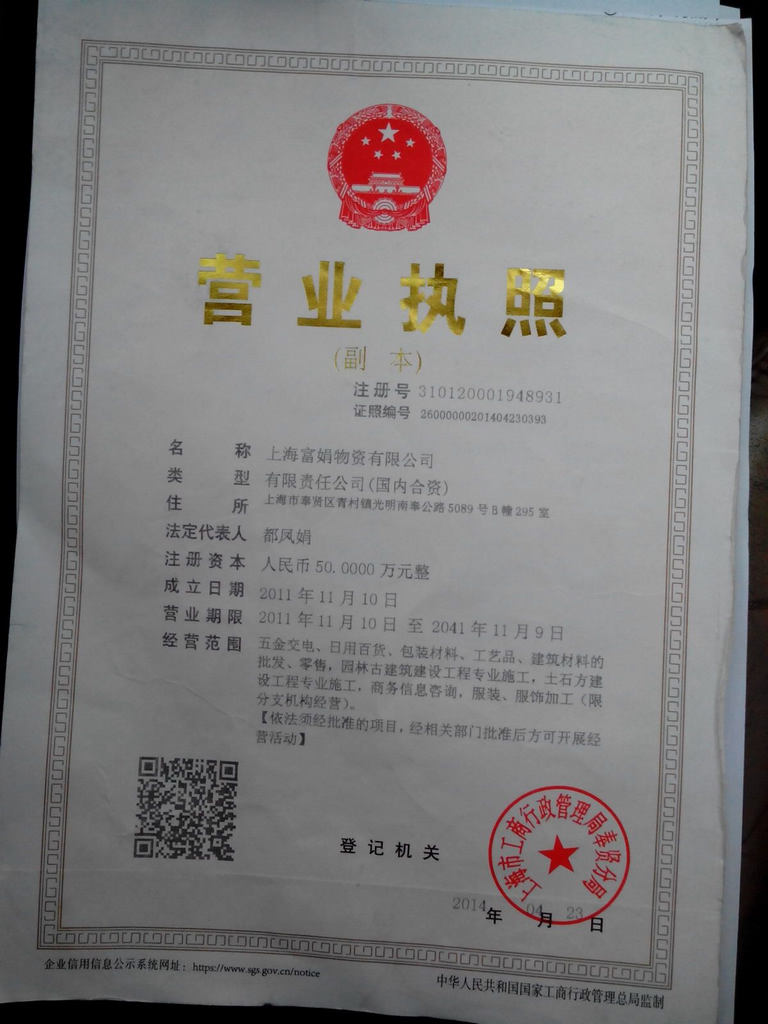 营业执照
(副 本)
注册号 310120001948931
证照编号 26000000201404230393
名 称 上海富娟物资有限公司
类 型 有限责任公司(国内合资)
住 所 上海市奉贤区青村镇光明南奉公路 5089 号 B 幢 295 室
法定代表人 都凤娟
注册资本 人民币 50.0000 万元整
成立日期 2011 年 11 月 10 日
营业期限 2011 年 11 月 10 日 至 2041 年 11 月 9 日
经营范围 五金交电、日用百货、包装材料、工艺品、建筑材料的
批发、零售,园林古建筑建设工程专业施工,土石方建
设工程专业施工,商务信息咨询,服装、服饰加工(限
分支机构经营)。
【依法须经批准的项目,经相关部门批准后方可开展经
营活动】
登记机关
上海市工商行政管理局奉贤分局
2014 年 04 月 23 日
企业信用信息公示系统网址:https://www.sgs.gov.cn/notice
中华人民共和国国家工商行政管理总局监制